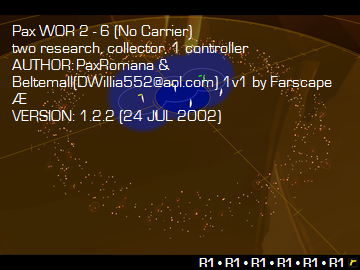 Pax WOR 2 - 6 (No Carrier)
two research, collector, 1 controller
AUTHOR: PaxRomana &
Beltemall(DWillia552@aol.com) 1v1 by Farscape
Æ
VERSION: 1.2.2 (24 JUL 2002)
R1 • R1 • R1 • R1 • R1 • R1 r